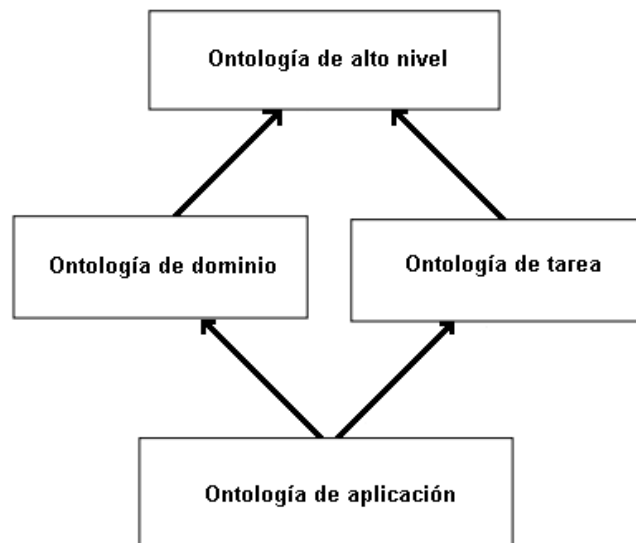 Ontología de alto nivel
Ontología de dominio
Ontología de tarea
Ontología de aplicación